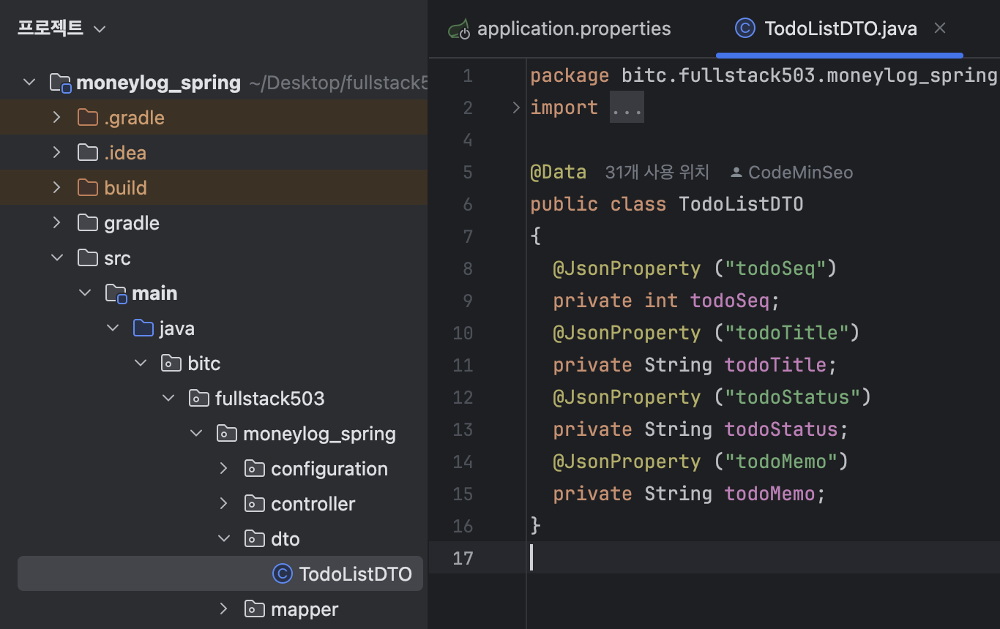 프로젝트
moneylog_spring ~/Desktop/fullstack5
.gradle
.idea
build
gradle
src
main
java
bitc
fullstack503
moneylog_spring
configuration
controller
dto
TodoListDTO
mapper
application.properties
TodoListDTO.java
1 package bitc.fullstack503.moneylog_spring
2 import ...
4
5 @Data 31개 사용 위치 CodeMinSeo
6 public class TodoListDTO
7 {
8 @JsonProperty ("todoSeq")
9 private int todoSeq;
10 @JsonProperty ("todoTitle")
11 private String todoTitle;
12 @JsonProperty ("todoStatus")
13 private String todoStatus;
14 @JsonProperty ("todoMemo")
15 private String todoMemo;
16 }
17